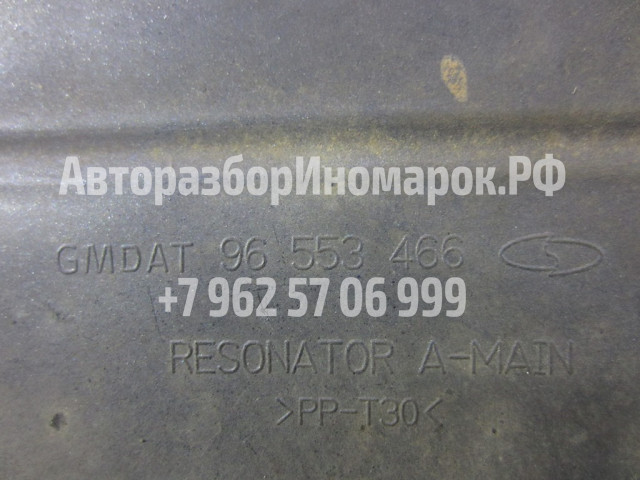 АвторазборИномарок.РФ
GMDAT 96 553 466
+7 962 57 06 999
RESONATOR A-MAIN
>PP-T30<